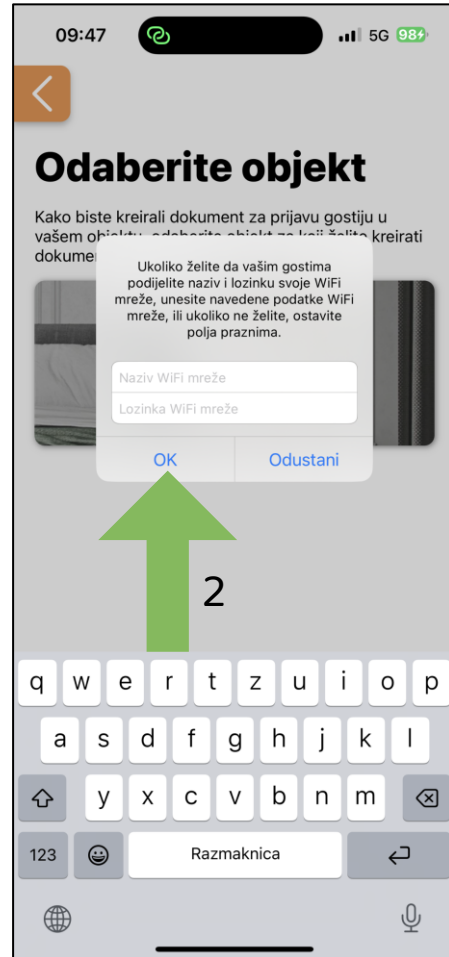 09:47
5G 98
Odaberite objekt
Kako biste kreirali dokument za prijavu gostiju u
vašem objektu, odaberite objekt za koji želite kreirati
Ukoliko želite da vašim gostima
podijelite naziv i lozinku svoje WiFi
mreže, unesite navedene podatke WiFi
mreže, ili ukoliko ne želite, ostavite
polja praznima.
Naziv WiFi mreže
Lozinka WiFi mreže
OK Odustani
2
q w e r t z u i o p
a s d f g h j k l
y x c v b n m
123 Razmaknica